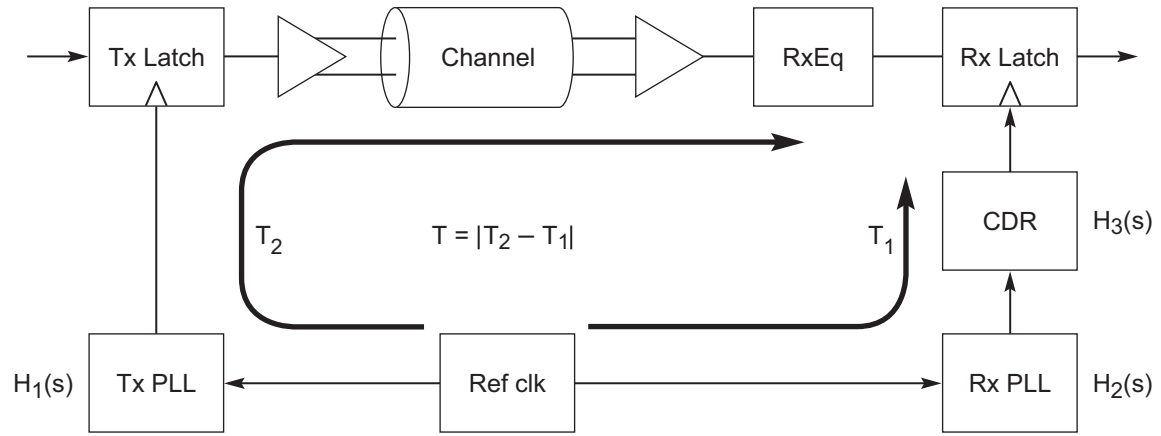 Tx Latch
Channel
RxEq
Rx Latch
T₂
T = |T₂ – T₁|
T₁
CDR
H₃(s)
H₁(s)
Tx PLL
Ref clk
Rx PLL
H₂(s)